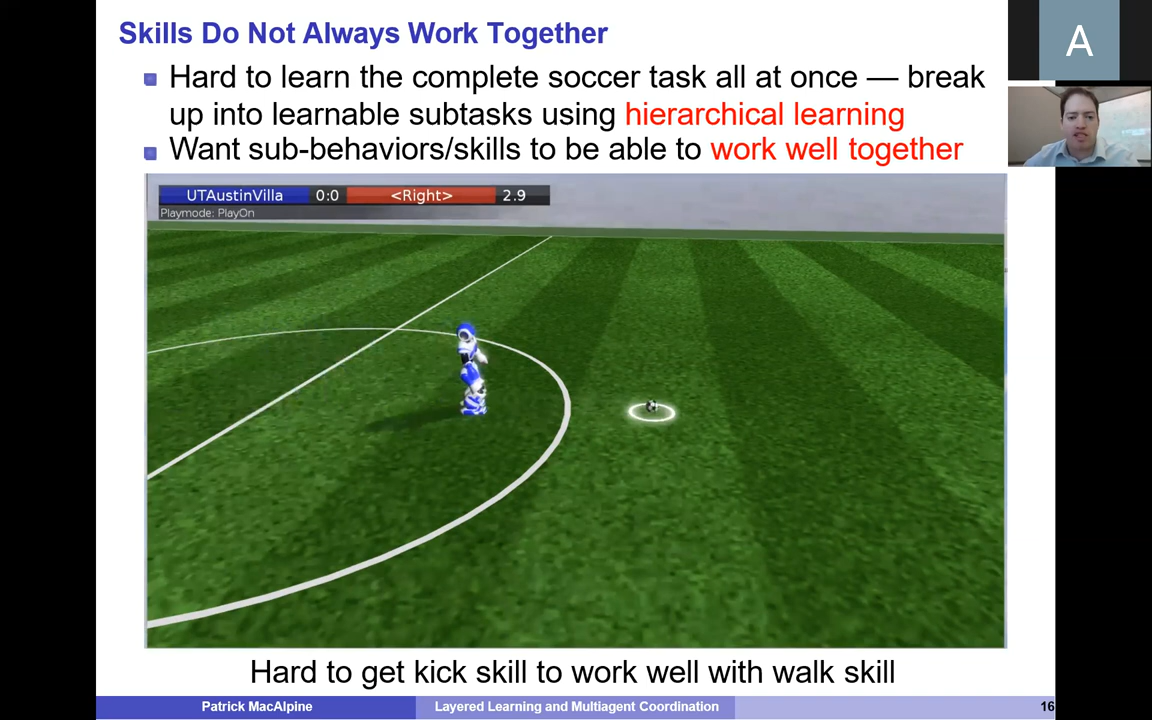 Skills Do Not Always Work Together
A
Hard to learn the complete soccer task all at once — break
up into learnable subtasks using hierarchical learning
Want sub-behaviors/skills to be able to work well together
UTAustinVilla 0:0 <Right> 2.9
Playmode: PlayOn
Hard to get kick skill to work well with walk skill
Patrick MacAlpine Layered Learning and Multiagent Coordination 16